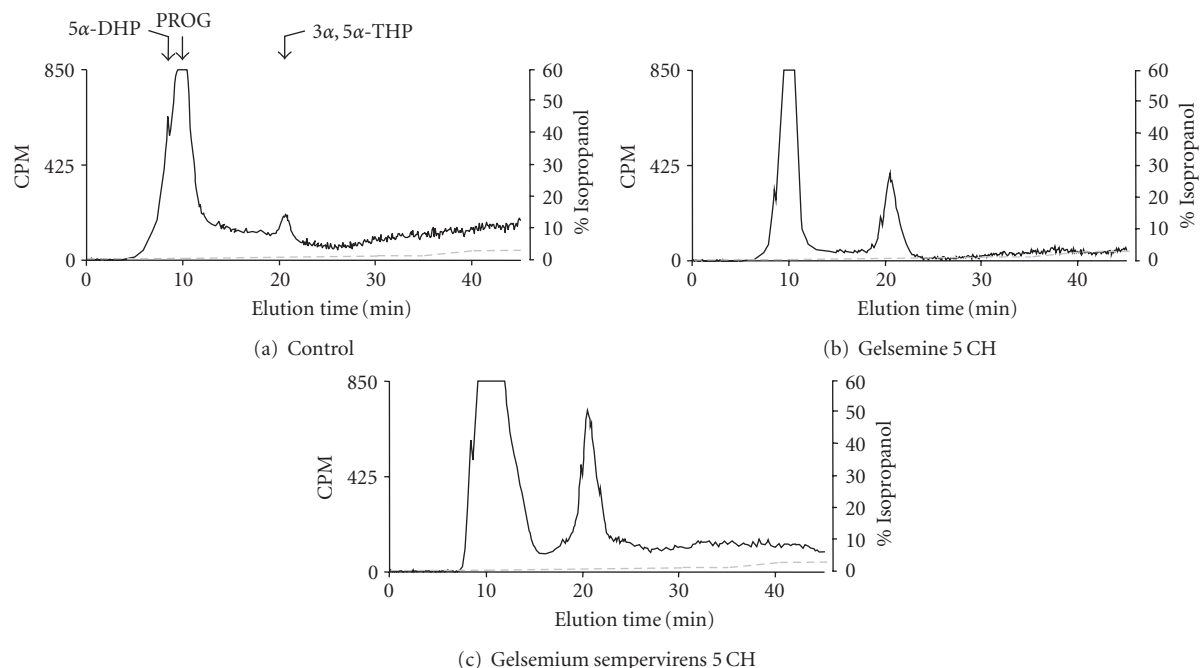 5α-DHP PROG 3α, 5α-THP
850 60
50
40
425 30
20
10
0 0
CPM
% Isopropanol
0 10 20 30 40
Elution time (min)
(a) Control
850 60
50
40
425 30
20
10
0 0
CPM
% Isopropanol
0 10 20 30 40
Elution time (min)
(b) Gelsemine 5 CH
850 60
50
40
425 30
20
10
0 0
CPM
% Isopropanol
0 10 20 30 40
Elution time (min)
(c) Gelsemium sempervirens 5 CH